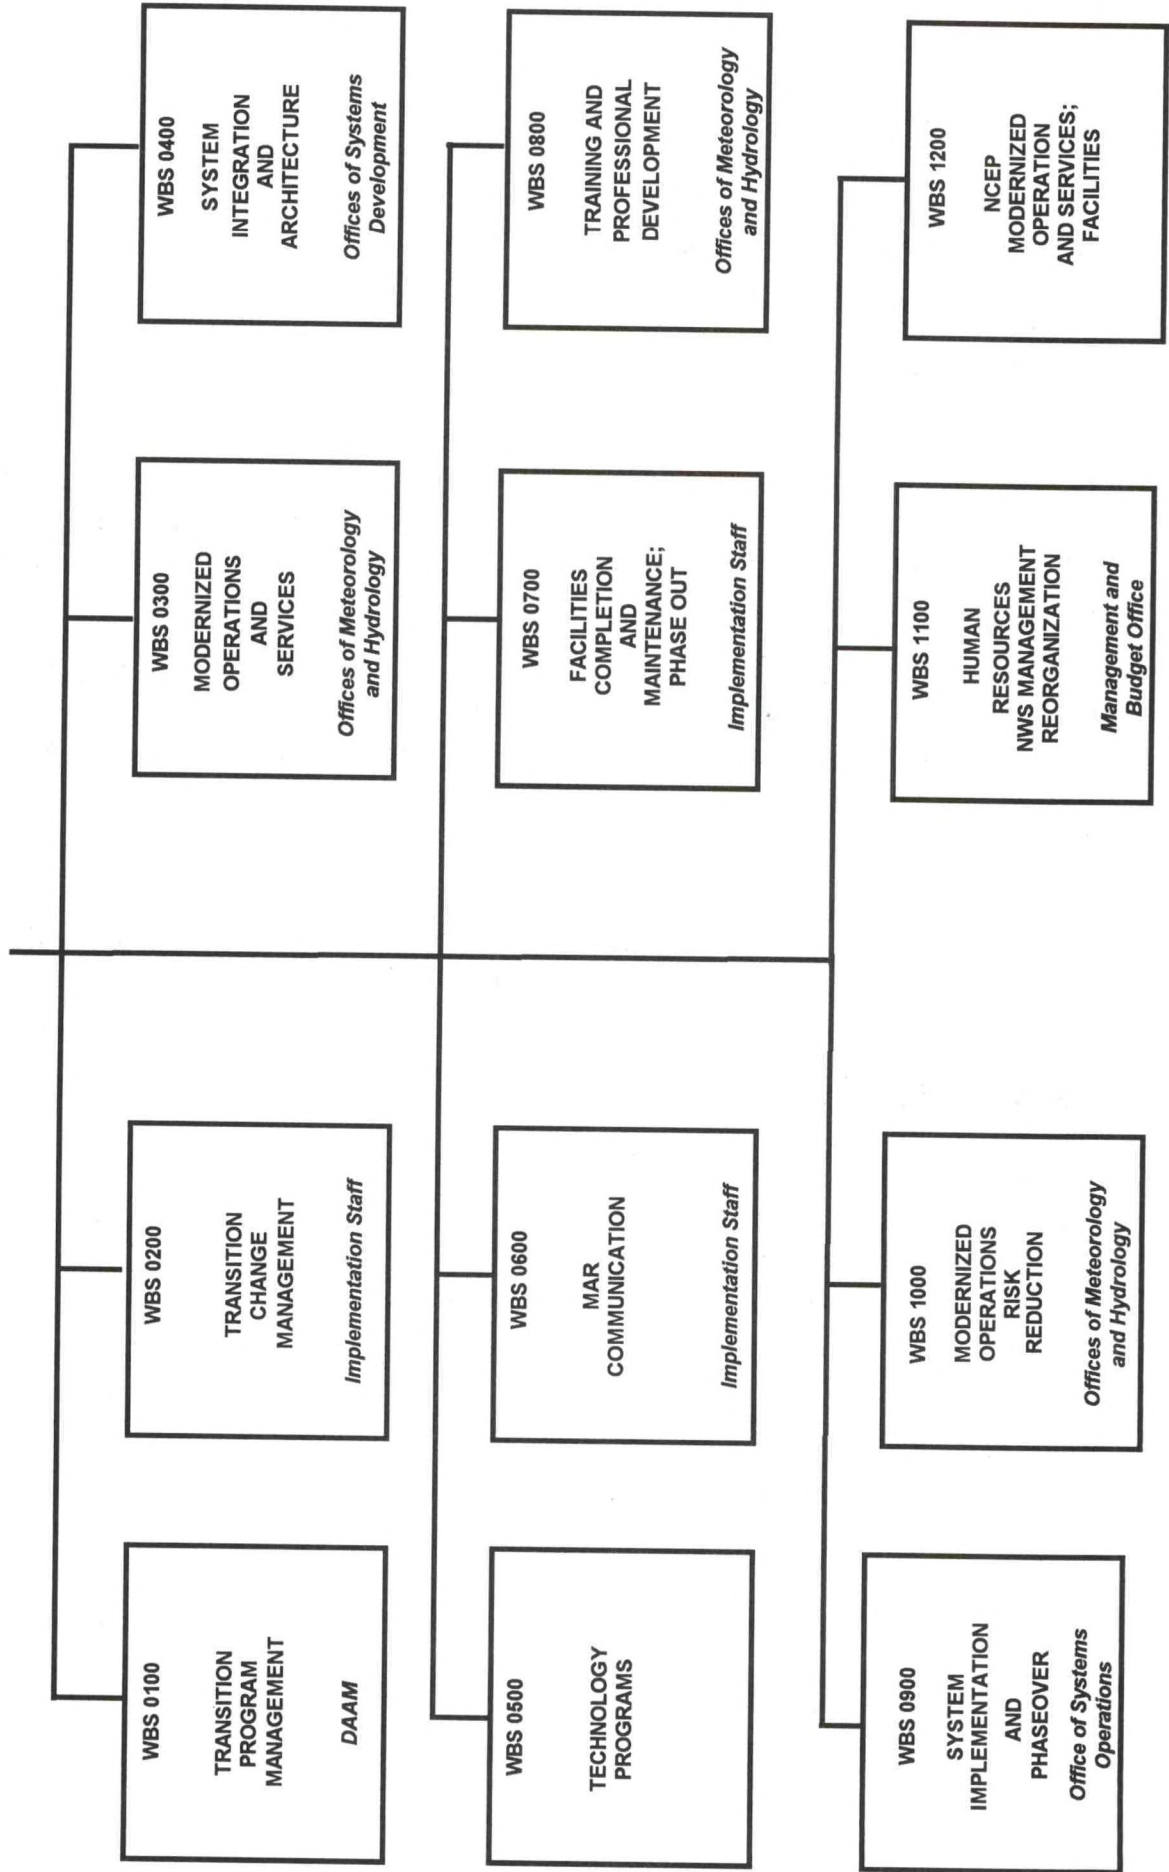 WBS 0100
TRANSITION
PROGRAM
MANAGEMENT
DAAM
WBS 0200
TRANSITION
CHANGE
MANAGEMENT
Implementation Staff
WBS 0300
MODERNIZED
OPERATIONS
AND
SERVICES
Offices of Meteorology
and Hydrology
WBS 0400
SYSTEM
INTEGRATION
AND
ARCHITECTURE
Offices of Systems
Development
WBS 0500
TECHNOLOGY
PROGRAMS
WBS 0600
MAR
COMMUNICATION
Implementation Staff
WBS 0700
FACILITIES
COMPLETION
AND
MAINTENANCE;
PHASE OUT
Implementation Staff
WBS 0800
TRAINING AND
PROFESSIONAL
DEVELOPMENT
Offices of Meteorology
and Hydrology
WBS 0900
SYSTEM
IMPLEMENTATION
AND
PHASEOVER
Office of Systems
Operations
WBS 1000
MODERNIZED
OPERATIONS
RISK
REDUCTION
Offices of Meteorology
and Hydrology
WBS 1100
HUMAN
RESOURCES
NWS MANAGEMENT
REORGANIZATION
Management and
Budget Office
WBS 1200
NCEP
MODERNIZED
OPERATION
AND SERVICES;
FACILITIES